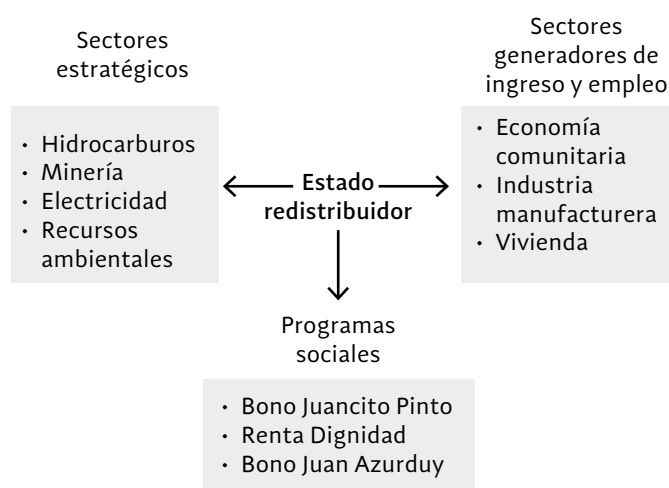 Sectores
estratégicos
· Hidrocarburos
· Minería
· Electricidad
· Recursos
ambientales
Estado
redistribuidor
Sectores
generadores de
ingreso y empleo
· Economía
comunitaria
· Industria
manufacturera
· Vivienda
Programas
sociales
· Bono Juancito Pinto
· Renta Dignidad
· Bono Juan Azurduy